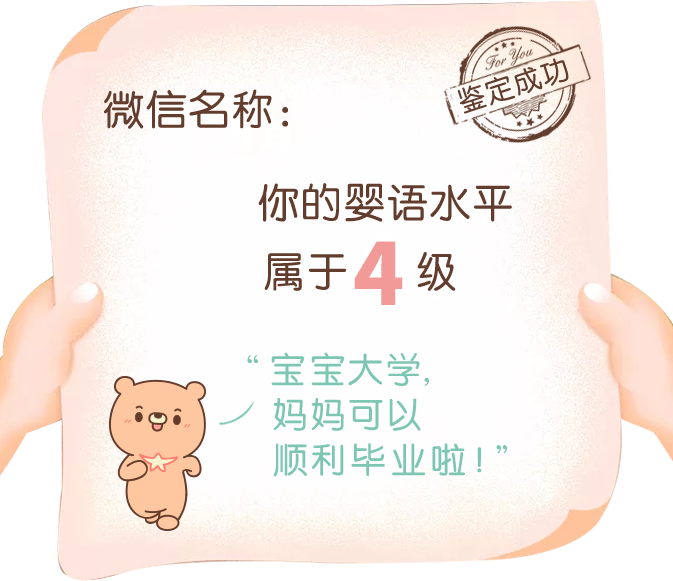 For You
鉴定成功
微信名称:
你的婴语水平
属于4级
“宝宝大学,
妈妈可以
顺利毕业啦!”